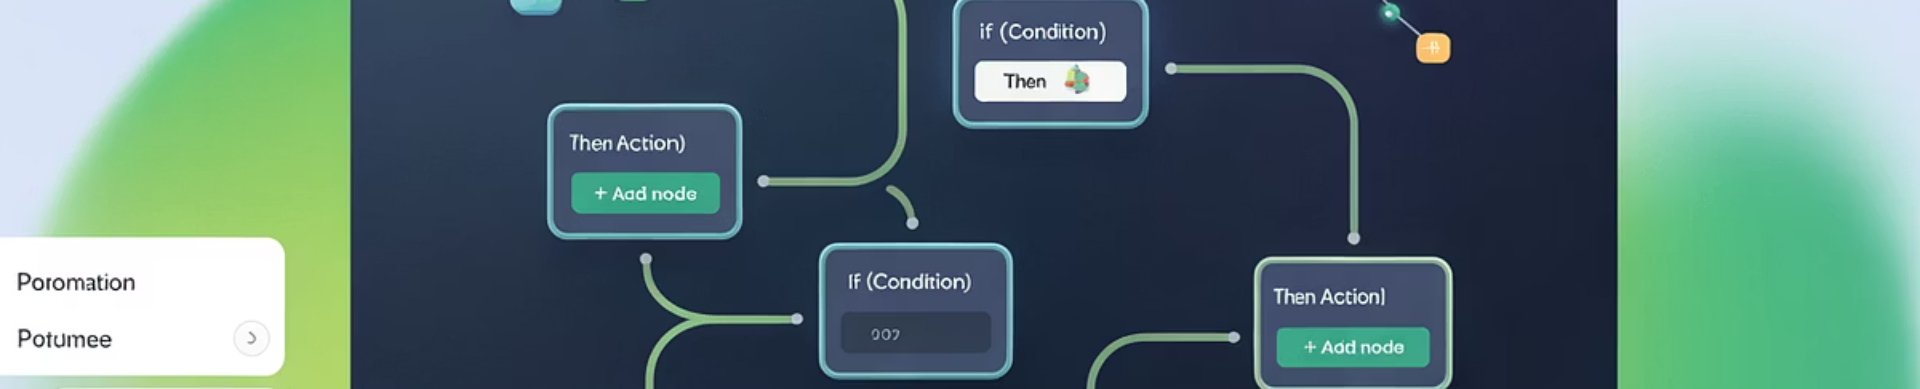 if (Condition)
Then
Then Action)
+ Add node
If (Condition)
Then Action)
+ Add node
Poromation
Potumee